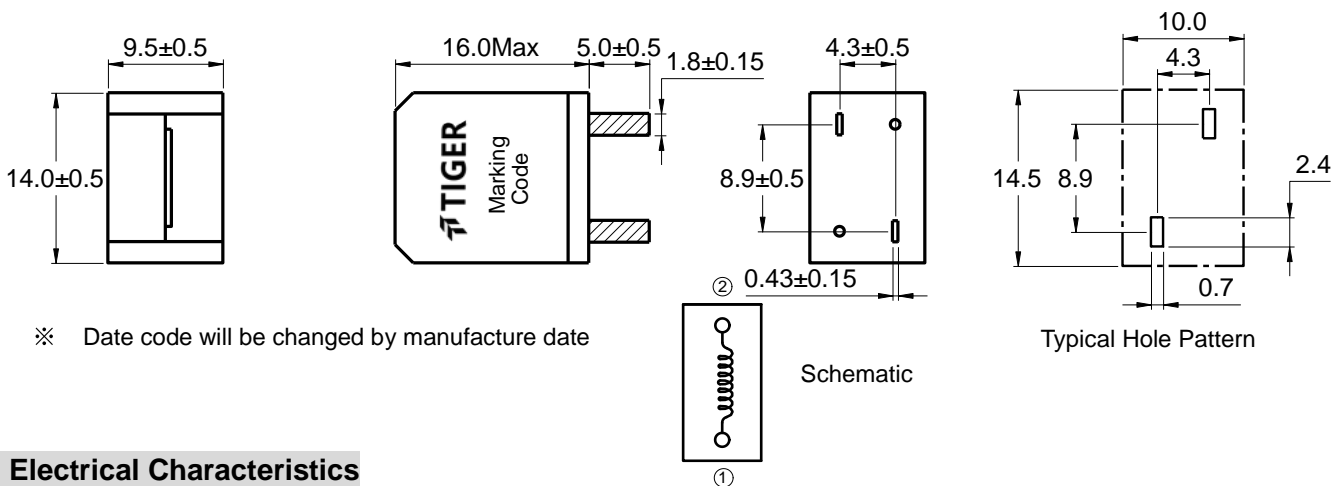 9.5±0.5
14.0±0.5
16.0Max
5.0±0.5
1.8±0.15
TIGER
Marking
Code
4.3±0.5
8.9±0.5
0.43±0.15
10.0
4.3
14.5
8.9
2.4
0.7
Typical Hole Pattern
※ Date code will be changed by manufacture date
②
Schematic
①
Electrical Characteristics